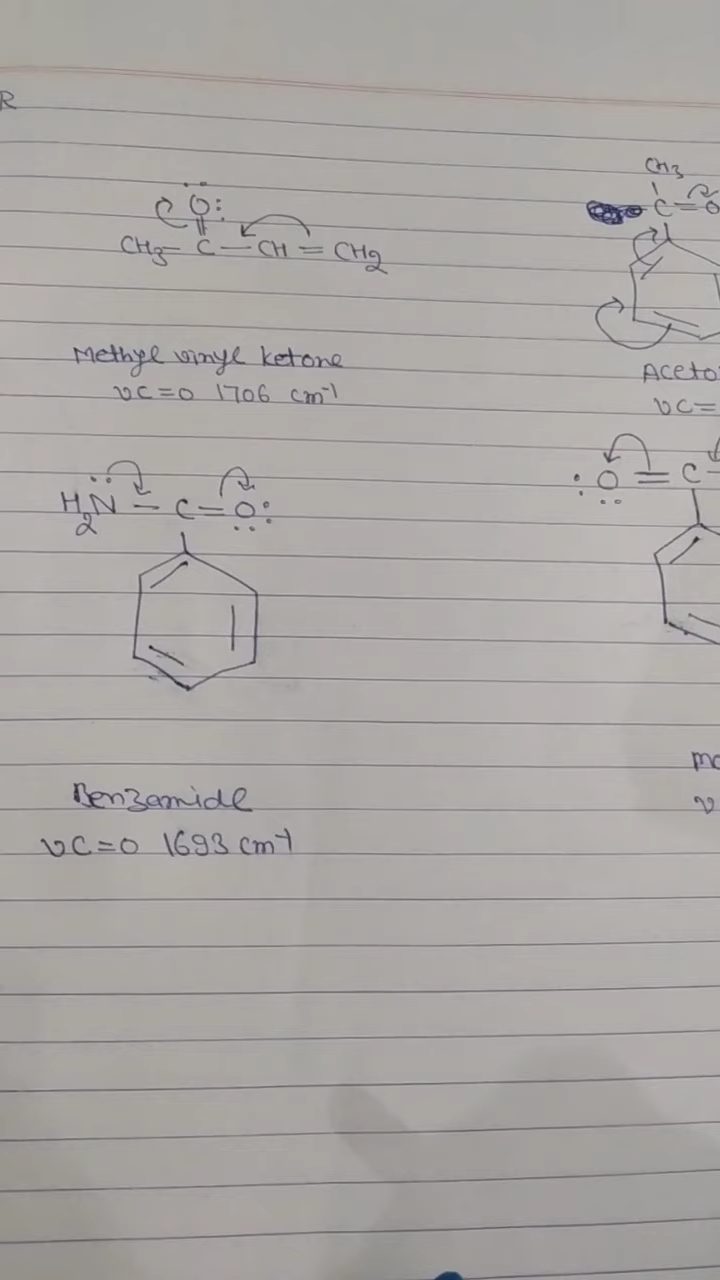 R
:O:
CH3 — C — CH = CH2
Methyl vinyl ketone
νC=O 1706 cm-1
CH3
C=O
Aceto
νC=
H2N — C — O:
Benzamide
νC=O 1693 cm-1
:O = C —
mo
ν